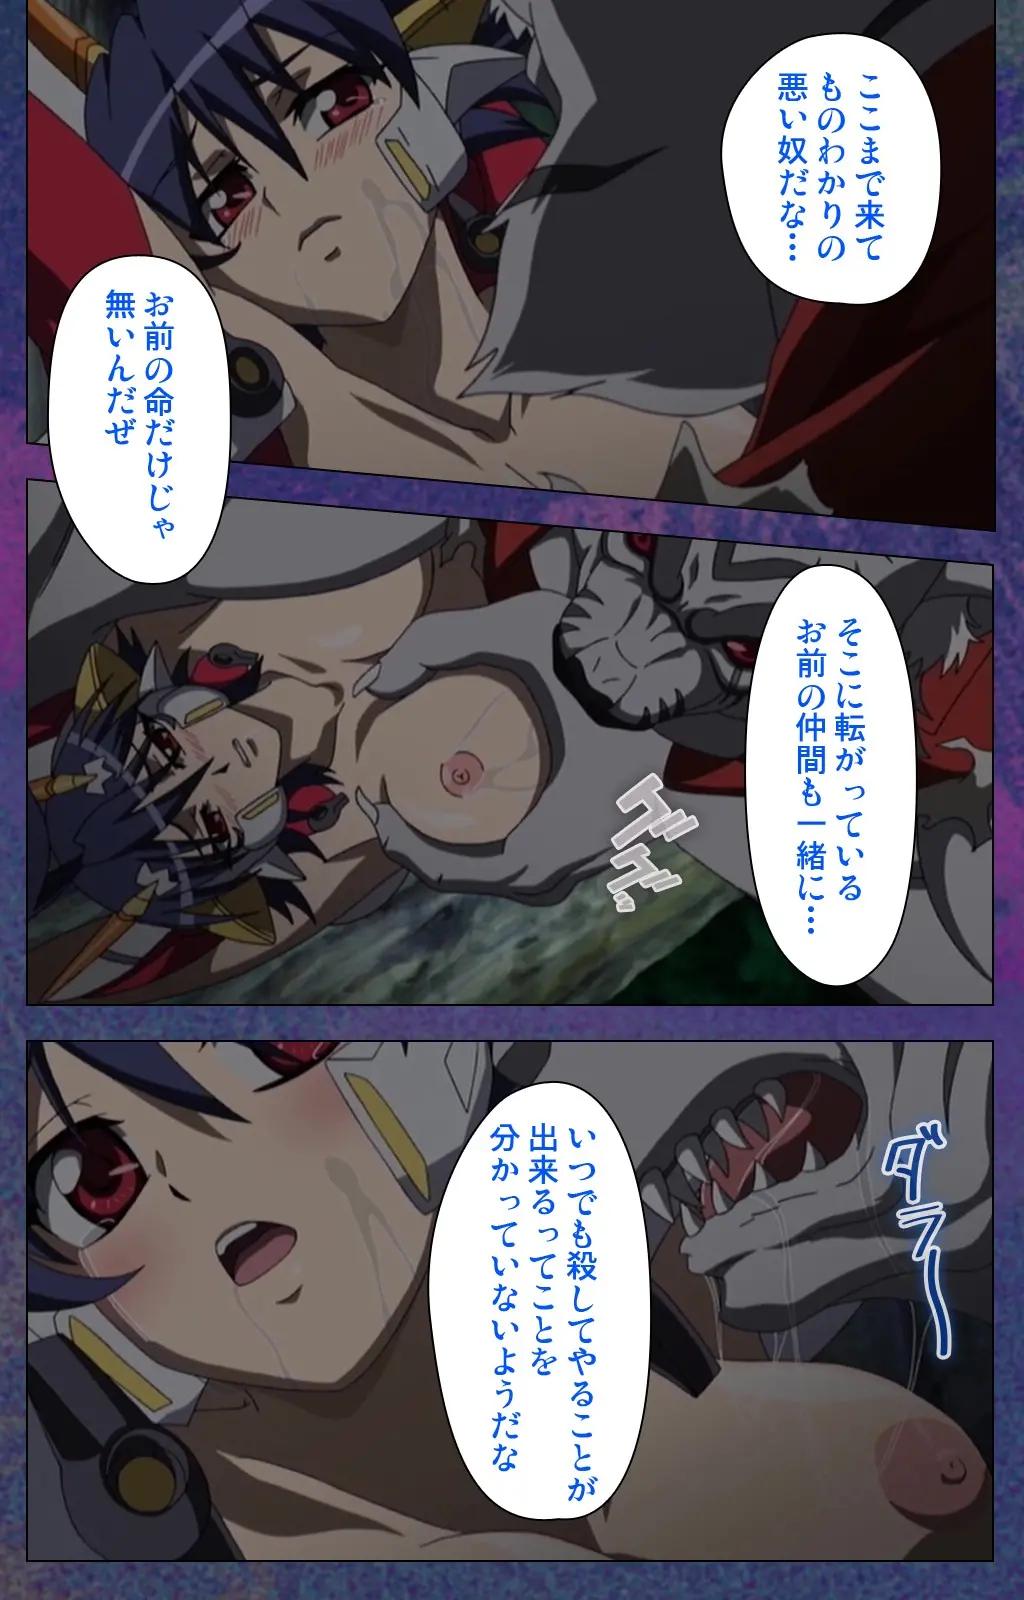 ここまで来て
ものわかりの
悪い奴だな…
お前の命だけじゃ
無いんだぜ
そこに転がっている
お前の仲間も一緒に…
グググ…
いつでも殺してやることが
出来るってことを
分かっていないようだな
ダラー